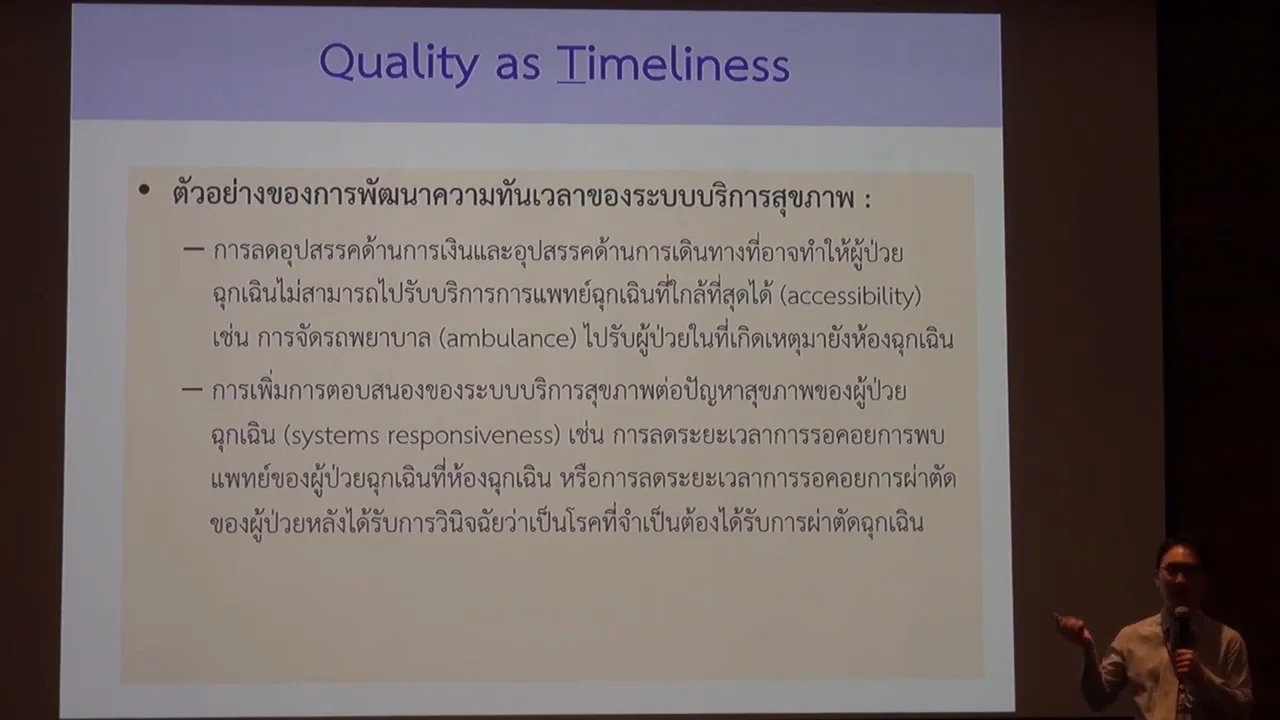 Quality as Timeliness
• ตัวอย่างของการพัฒนาความทันเวลาของระบบบริการสุขภาพ :
– การลดอุปสรรคด้านการเงินและอุปสรรคด้านการเดินทางที่อาจทำให้ผู้ป่วย
ฉุกเฉินไม่สามารถไปรับบริการการแพทย์ฉุกเฉินที่ใกล้ที่สุดได้ (accessibility)
เช่น การจัดรถพยาบาล (ambulance) ไปรับผู้ป่วยในที่เกิดเหตุมายังห้องฉุกเฉิน
– การเพิ่มการตอบสนองของระบบบริการสุขภาพต่อปัญหาสุขภาพของผู้ป่วย
ฉุกเฉิน (systems responsiveness) เช่น การลดระยะเวลาการรอคอยการพบ
แพทย์ของผู้ป่วยฉุกเฉินที่ห้องฉุกเฉิน หรือการลดระยะเวลาการรอคอยการผ่าตัด
ของผู้ป่วยหลังได้รับการวินิจฉัยว่าเป็นโรคที่จำเป็นต้องได้รับการผ่าตัดฉุกเฉิน